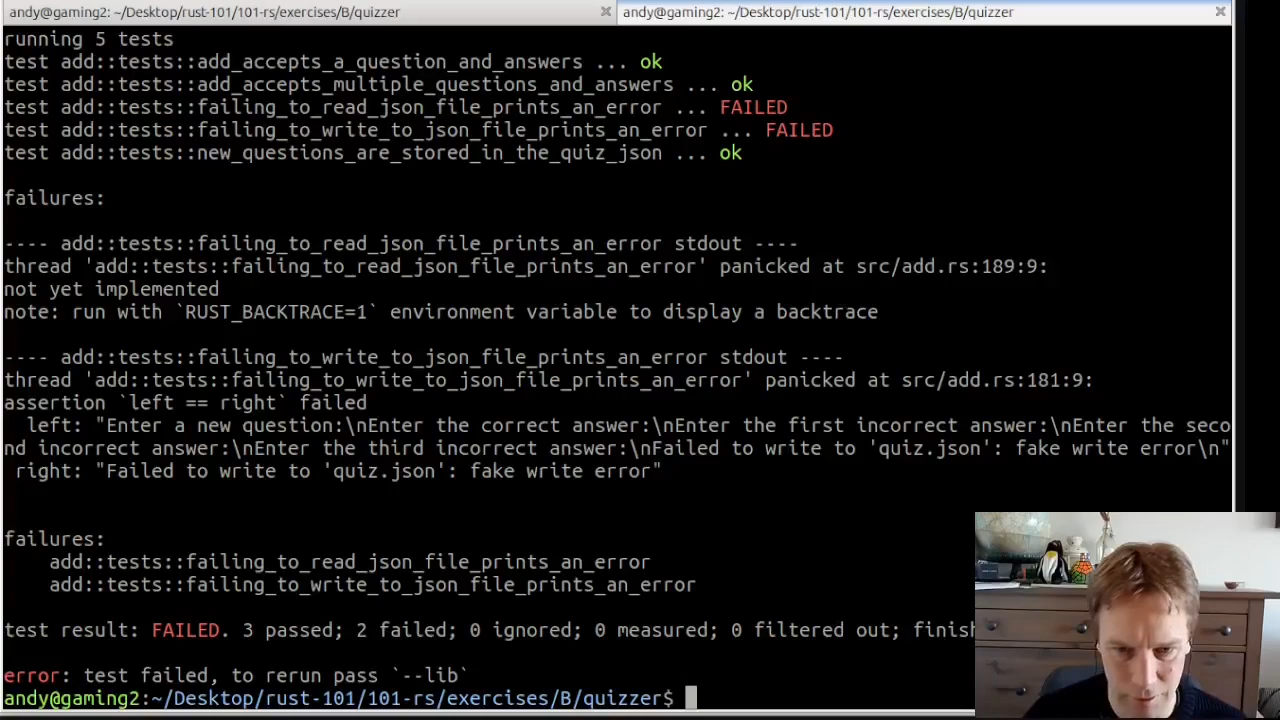 andy@gaming2: ~/Desktop/rust-101/101-rs/exercises/B/quizzer
andy@gaming2: ~/Desktop/rust-101/101-rs/exercises/B/quizzer
running 5 tests
test add::tests::add_accepts_a_question_and_answers ... ok
test add::tests::add_accepts_multiple_questions_and_answers ... ok
test add::tests::failing_to_read_json_file_prints_an_error ... FAILED
test add::tests::failing_to_write_to_json_file_prints_an_error ... FAILED
test add::tests::new_questions_are_stored_in_the_quiz_json ... ok
failures:
---- add::tests::failing_to_read_json_file_prints_an_error stdout ----
thread 'add::tests::failing_to_read_json_file_prints_an_error' panicked at src/add.rs:189:9:
not yet implemented
note: run with `RUST_BACKTRACE=1` environment variable to display a backtrace
---- add::tests::failing_to_write_to_json_file_prints_an_error stdout ----
thread 'add::tests::failing_to_write_to_json_file_prints_an_error' panicked at src/add.rs:181:9:
assertion `left == right` failed
left: "Enter a new question:\nEnter the correct answer:\nEnter the first incorrect answer:\nEnter the seco
nd incorrect answer:\nEnter the third incorrect answer:\nFailed to write to 'quiz.json': fake write error\n"
right: "Failed to write to 'quiz.json': fake write error"
failures:
add::tests::failing_to_read_json_file_prints_an_error
add::tests::failing_to_write_to_json_file_prints_an_error
test result: FAILED. 3 passed; 2 failed; 0 ignored; 0 measured; 0 filtered out; finish
error: test failed, to rerun pass `--lib`
andy@gaming2:~/Desktop/rust-101/101-rs/exercises/B/quizzer$